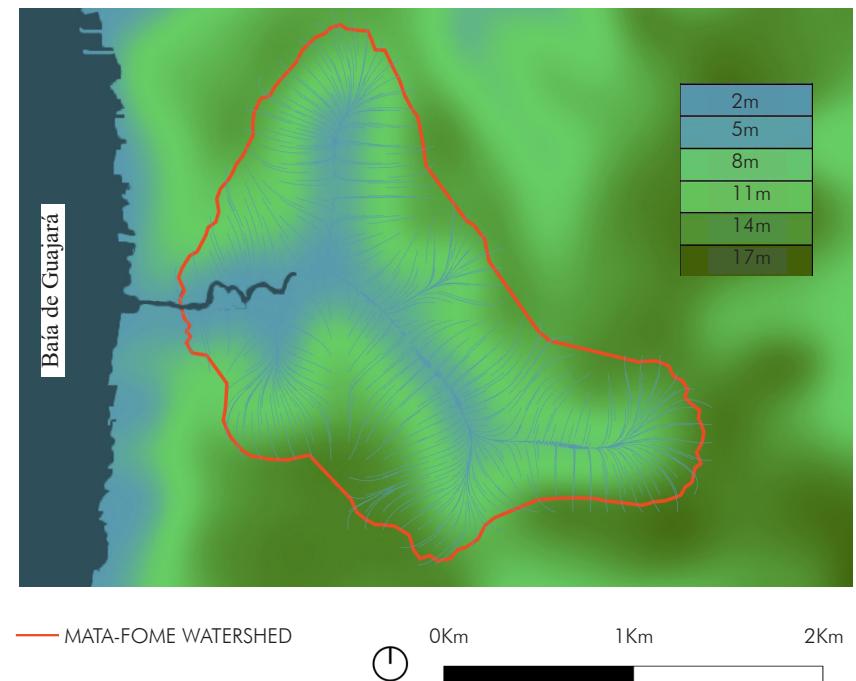 2m
5m
8m
11m
14m
17m
Baía de Guajará
MATA-FOME WATERSHED
0Km 1Km 2Km